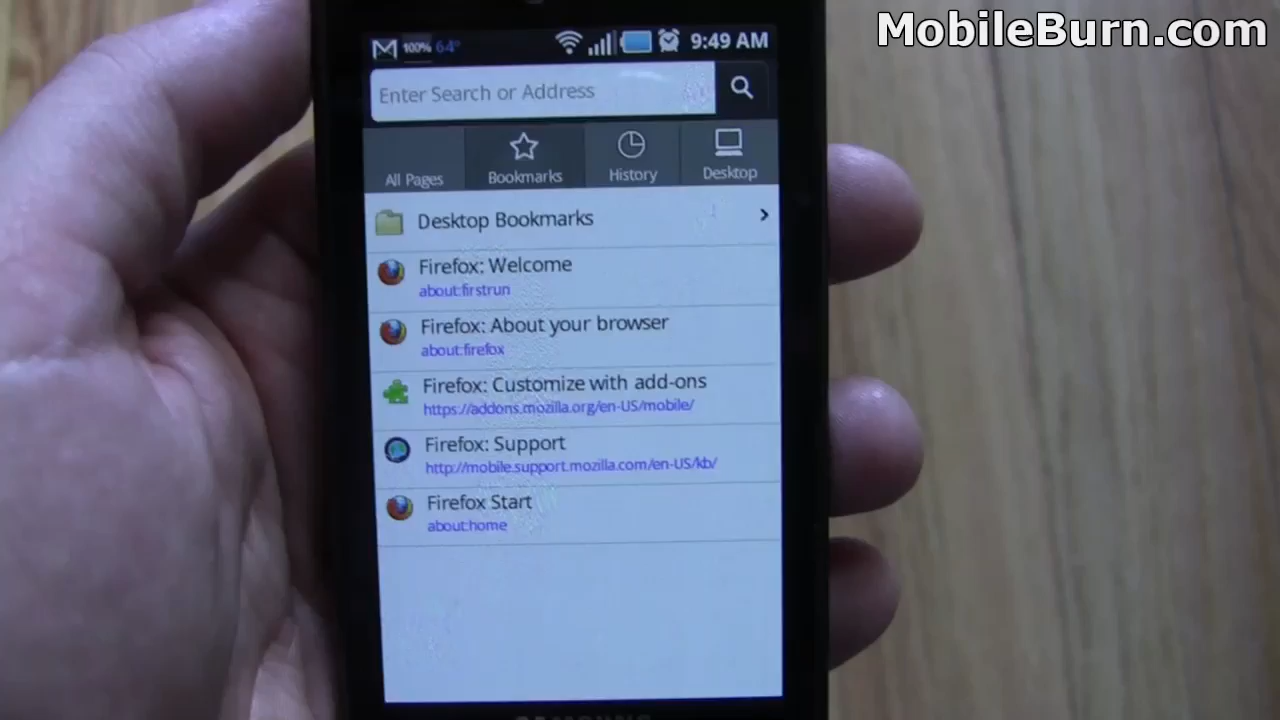 MobileBurn.com
100% 64° 9:49 AM
Enter Search or Address
All Pages Bookmarks History Desktop
Desktop Bookmarks
Firefox: Welcome
about:firstrun
Firefox: About your browser
about:firefox
Firefox: Customize with add-ons
https://addons.mozilla.org/en-US/mobile/
Firefox: Support
http://mobile.support.mozilla.com/en-US/kb/
Firefox Start
about:home
SAMSUNG